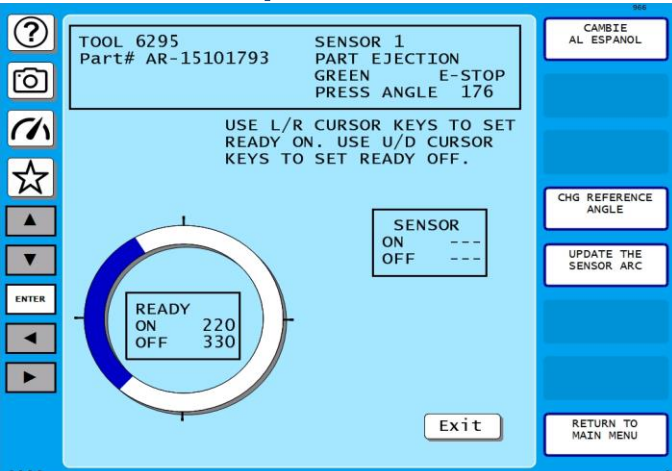 966
TOOL 6295
Part# AR-15101793
SENSOR 1
PART EJECTION
GREEN E-STOP
PRESS ANGLE 176
CAMBIE
AL ESPANOL
USE L/R CURSOR KEYS TO SET
READY ON. USE U/D CURSOR
KEYS TO SET READY OFF.
SENSOR
ON ---
OFF ---
CHG REFERENCE
ANGLE
UPDATE THE
SENSOR ARC
ENTER
READY
ON 220
OFF 330
Exit
RETURN TO
MAIN MENU